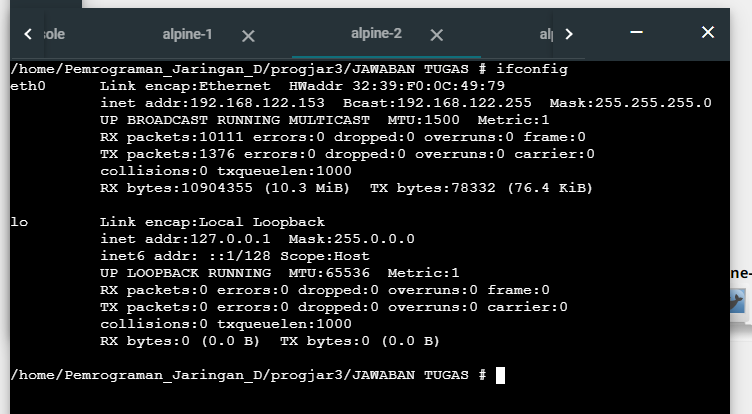 sole
alpine-1
alpine-2
alp
/home/Pemrograman_Jaringan_D/progjar3/JAWABAN TUGAS # ifconfig
eth0      Link encap:Ethernet  HWaddr 32:39:F0:0C:49:79
          inet addr:192.168.122.153  Bcast:192.168.122.255  Mask:255.255.255.0
          UP BROADCAST RUNNING MULTICAST  MTU:1500  Metric:1
          RX packets:10111 errors:0 dropped:0 overruns:0 frame:0
          TX packets:1376 errors:0 dropped:0 overruns:0 carrier:0
          collisions:0 txqueuelen:1000
          RX bytes:10904355 (10.3 MiB)  TX bytes:78332 (76.4 KiB)
lo        Link encap:Local Loopback
          inet addr:127.0.0.1  Mask:255.0.0.0
          inet6 addr: ::1/128 Scope:Host
          UP LOOPBACK RUNNING  MTU:65536  Metric:1
          RX packets:0 errors:0 dropped:0 overruns:0 frame:0
          TX packets:0 errors:0 dropped:0 overruns:0 carrier:0
          collisions:0 txqueuelen:1000
          RX bytes:0 (0.0 B)  TX bytes:0 (0.0 B)
/home/Pemrograman_Jaringan_D/progjar3/JAWABAN TUGAS #
ne-